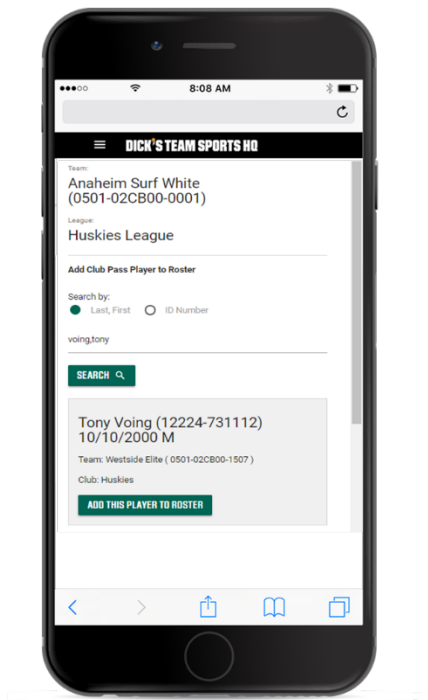 8:08 AM
DICK'S TEAM SPORTS HQ
Team:
Anaheim Surf White
(0501-02CB00-0001)
League:
Huskies League
Add Club Pass Player to Roster
Search by:
Last, First ID Number
voing,tony
SEARCH
Tony Voing (12224-731112)
10/10/2000 M
Team: Westside Elite ( 0501-02CB00-1507 )
Club: Huskies
ADD THIS PLAYER TO ROSTER